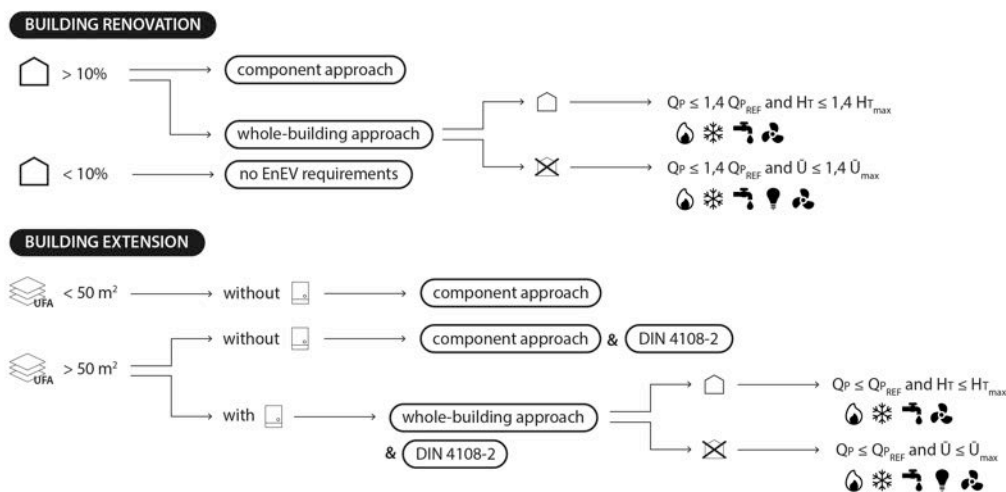 BUILDING RENOVATION
> 10%
component approach
whole-building approach
QP ≤ 1,4 QPREF and HT ≤ 1,4 HTmax
QP ≤ 1,4 QPREF and Ū ≤ 1,4 Ūmax
< 10%
no EnEV requirements
BUILDING EXTENSION
UFA < 50 m²
without
component approach
UFA > 50 m²
without
component approach & DIN 4108-2
with
whole-building approach
& DIN 4108-2
QP ≤ QPREF and HT ≤ HTmax
QP ≤ QPREF and Ū ≤ Ūmax